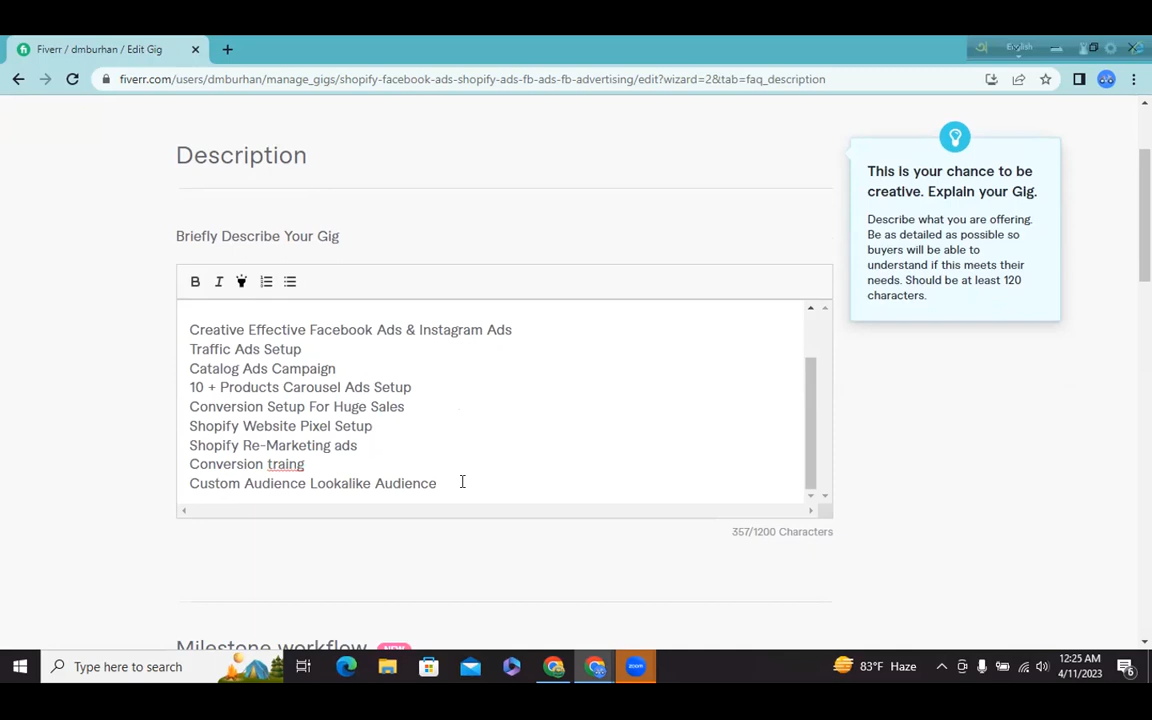 Fiverr / dmburhan / Edit Gig
English
fiverr.com/users/dmburhan/manage_gigs/shopify-facebook-ads-shopify-ads-fb-ads-fb-advertising/edit?wizard=2&tab=faq_description
Description
This is your chance to be
creative. Explain your Gig.
Describe what you are offering.
Be as detailed as possible so
buyers will be able to
understand if this meets their
needs. Should be at least 120
characters.
Briefly Describe Your Gig
B I
Creative Effective Facebook Ads & Instagram Ads
Traffic Ads Setup
Catalog Ads Campaign
10 + Products Carousel Ads Setup
Conversion Setup For Huge Sales
Shopify Website Pixel Setup
Shopify Re-Marketing ads
Conversion traing
Custom Audience Lookalike Audience
357/1200 Characters
Milestone workflow NEW
Type here to search
zoom
83°F Haze
12:25 AM
4/11/2023
6